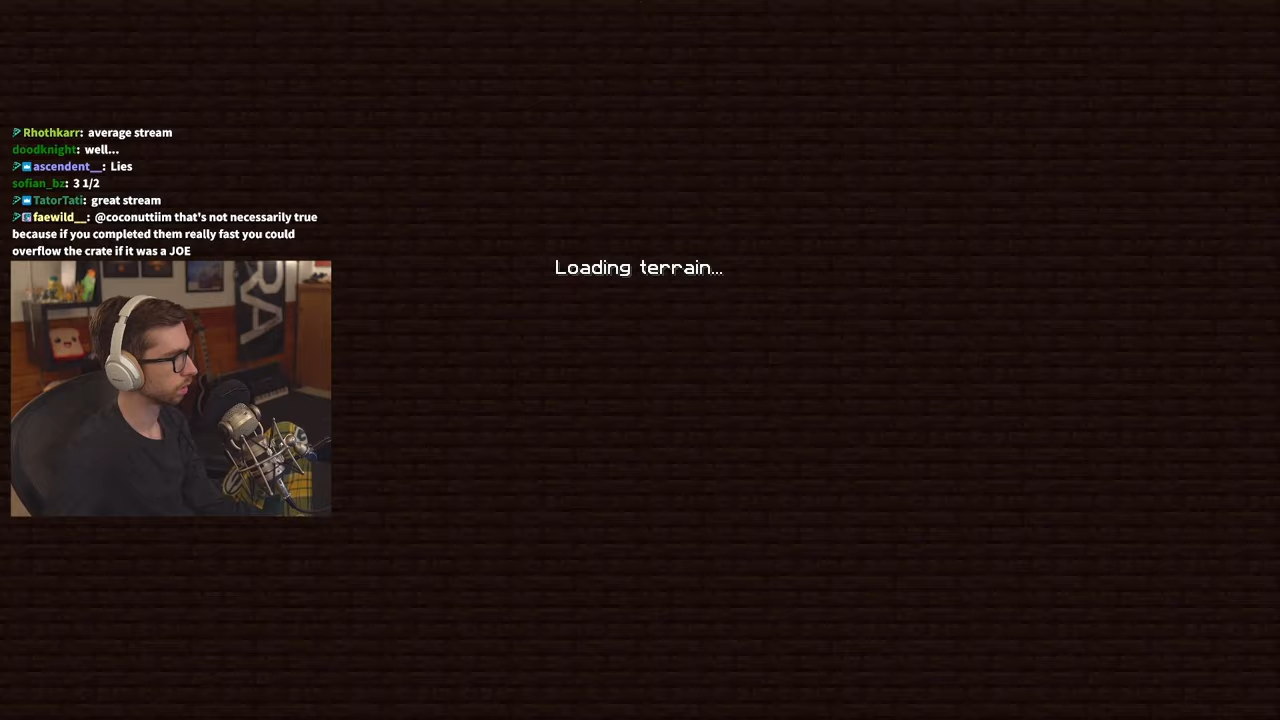 Rhothkarr: average stream
doodknight: well...
ascendent__: Lies
sofian_bz: 3 1/2
TatorTati: great stream
faewild__: @coconuttiim that's not necessarily true
because if you completed them really fast you could
overflow the crate if it was a JOE
Loading terrain...
RA